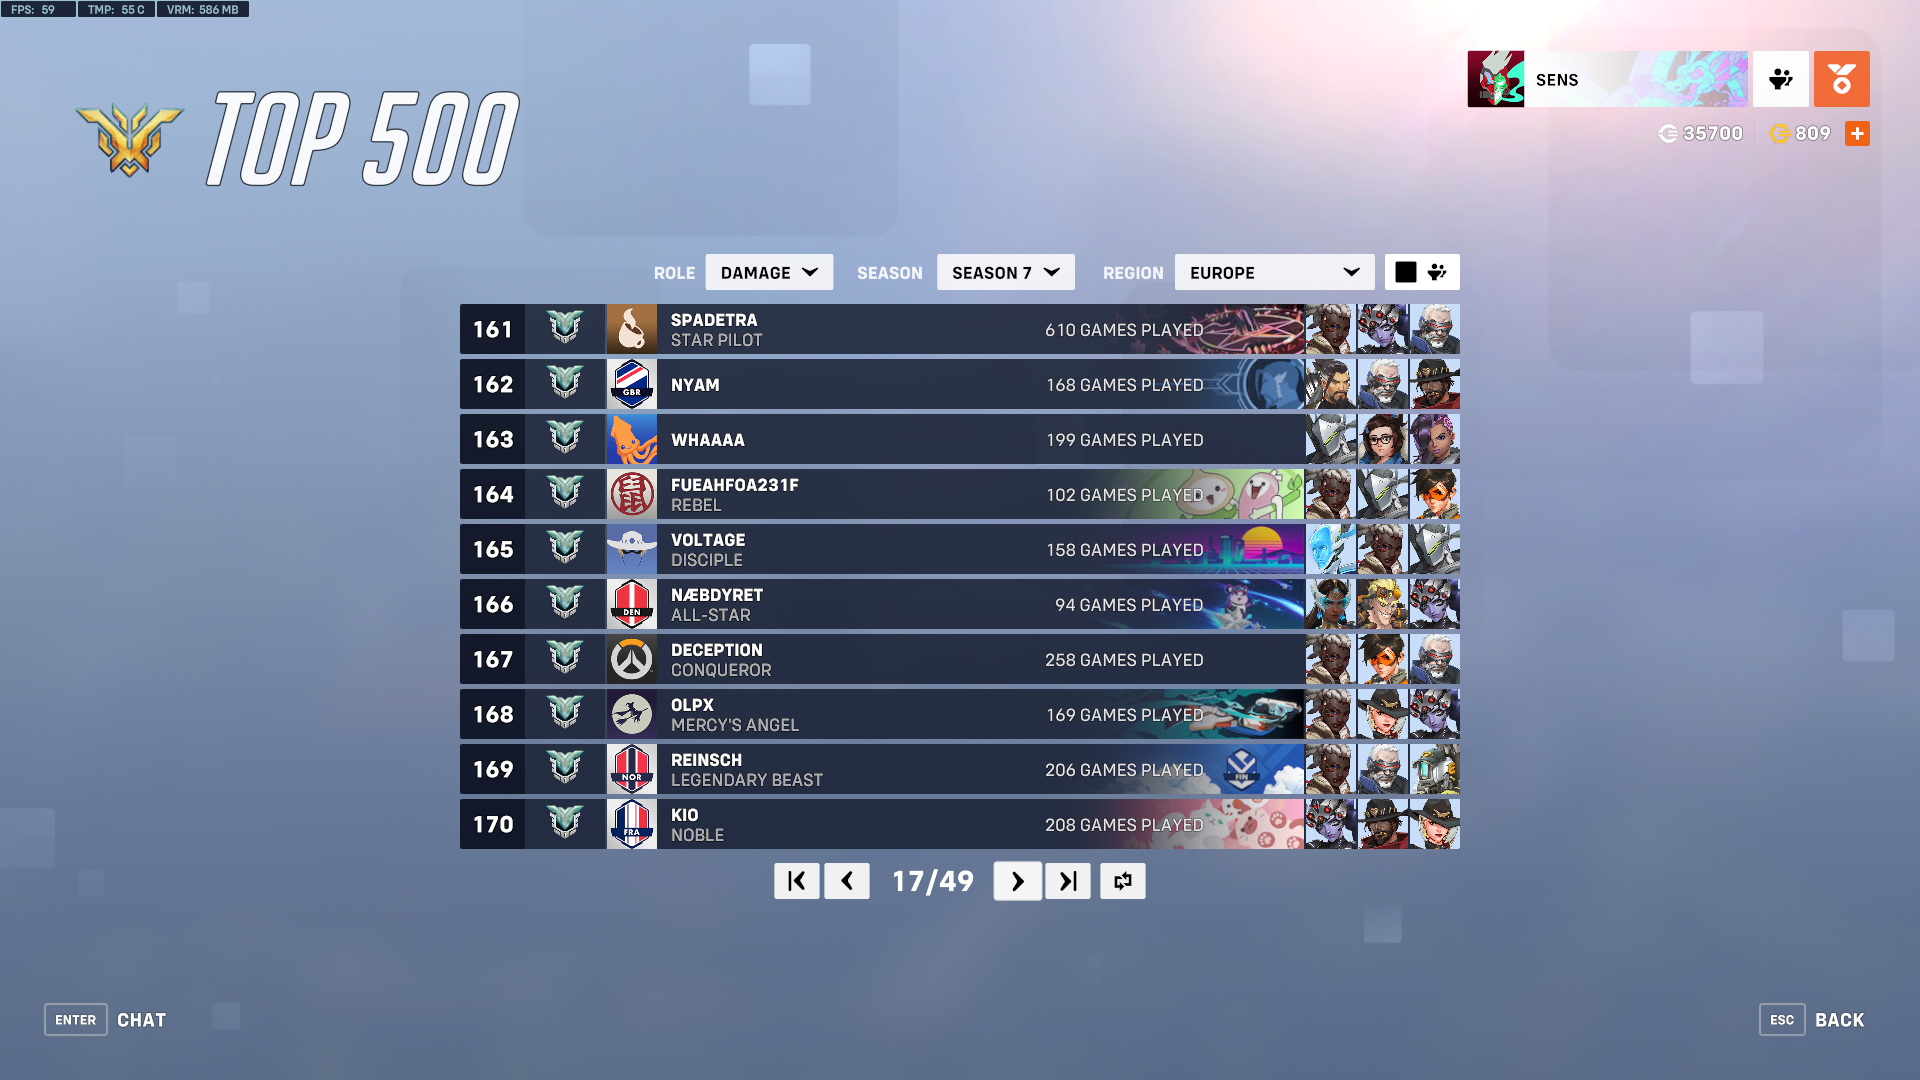 FPS: 59 TMP: 55 C VRM: 586 MB
TOP 500
SENS
35700 809
ROLE DAMAGE SEASON SEASON 7 REGION EUROPE
161 SPADETRA 610 GAMES PLAYED
STAR PILOT
162 GBR NYAM 168 GAMES PLAYED
163 WHAAAA 199 GAMES PLAYED
164 FUEAHFOA231F 102 GAMES PLAYED
REBEL
165 VOLTAGE 158 GAMES PLAYED
DISCIPLE
166 DEN NÆBDYRET 94 GAMES PLAYED
ALL-STAR
167 DECEPTION 258 GAMES PLAYED
CONQUEROR
168 OLPX 169 GAMES PLAYED
MERCY'S ANGEL
169 NOR REINSCH 206 GAMES PLAYED FIN
LEGENDARY BEAST
170 FRA KIO 208 GAMES PLAYED
NOBLE
17/49
ENTER CHAT
ESC BACK